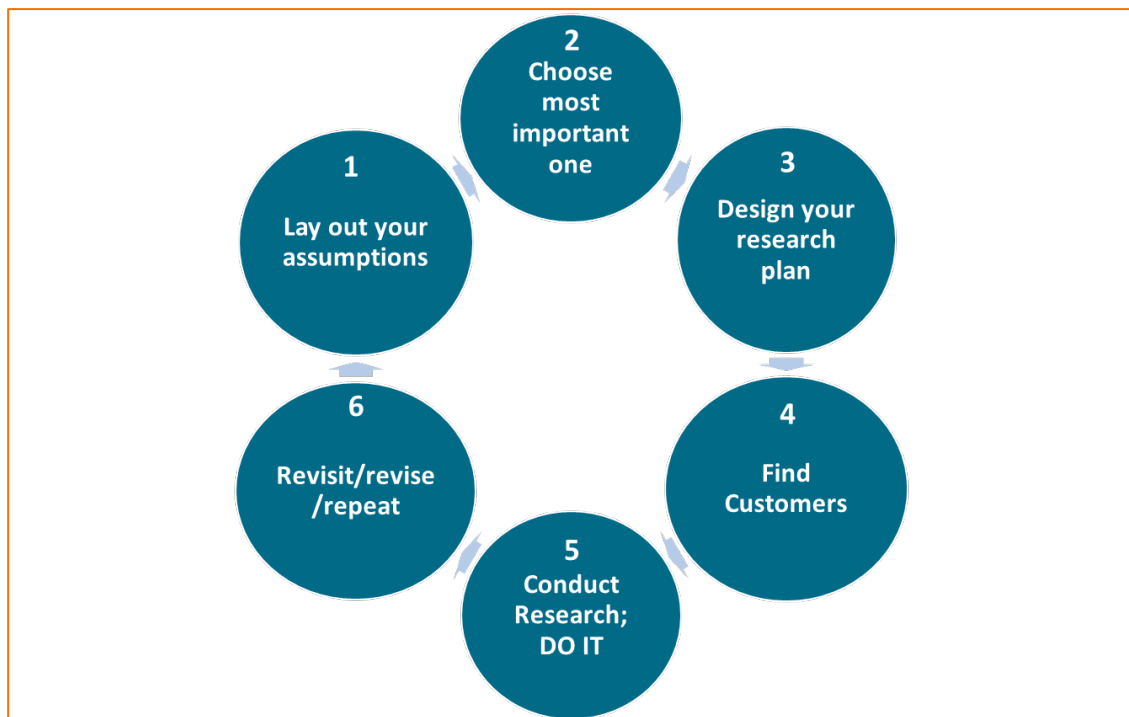 1
Lay out your
assumptions
2
Choose
most
important
one
3
Design your
research
plan
4
Find
Customers
5
Conduct
Research;
DO IT
6
Revisit/revise
/repeat